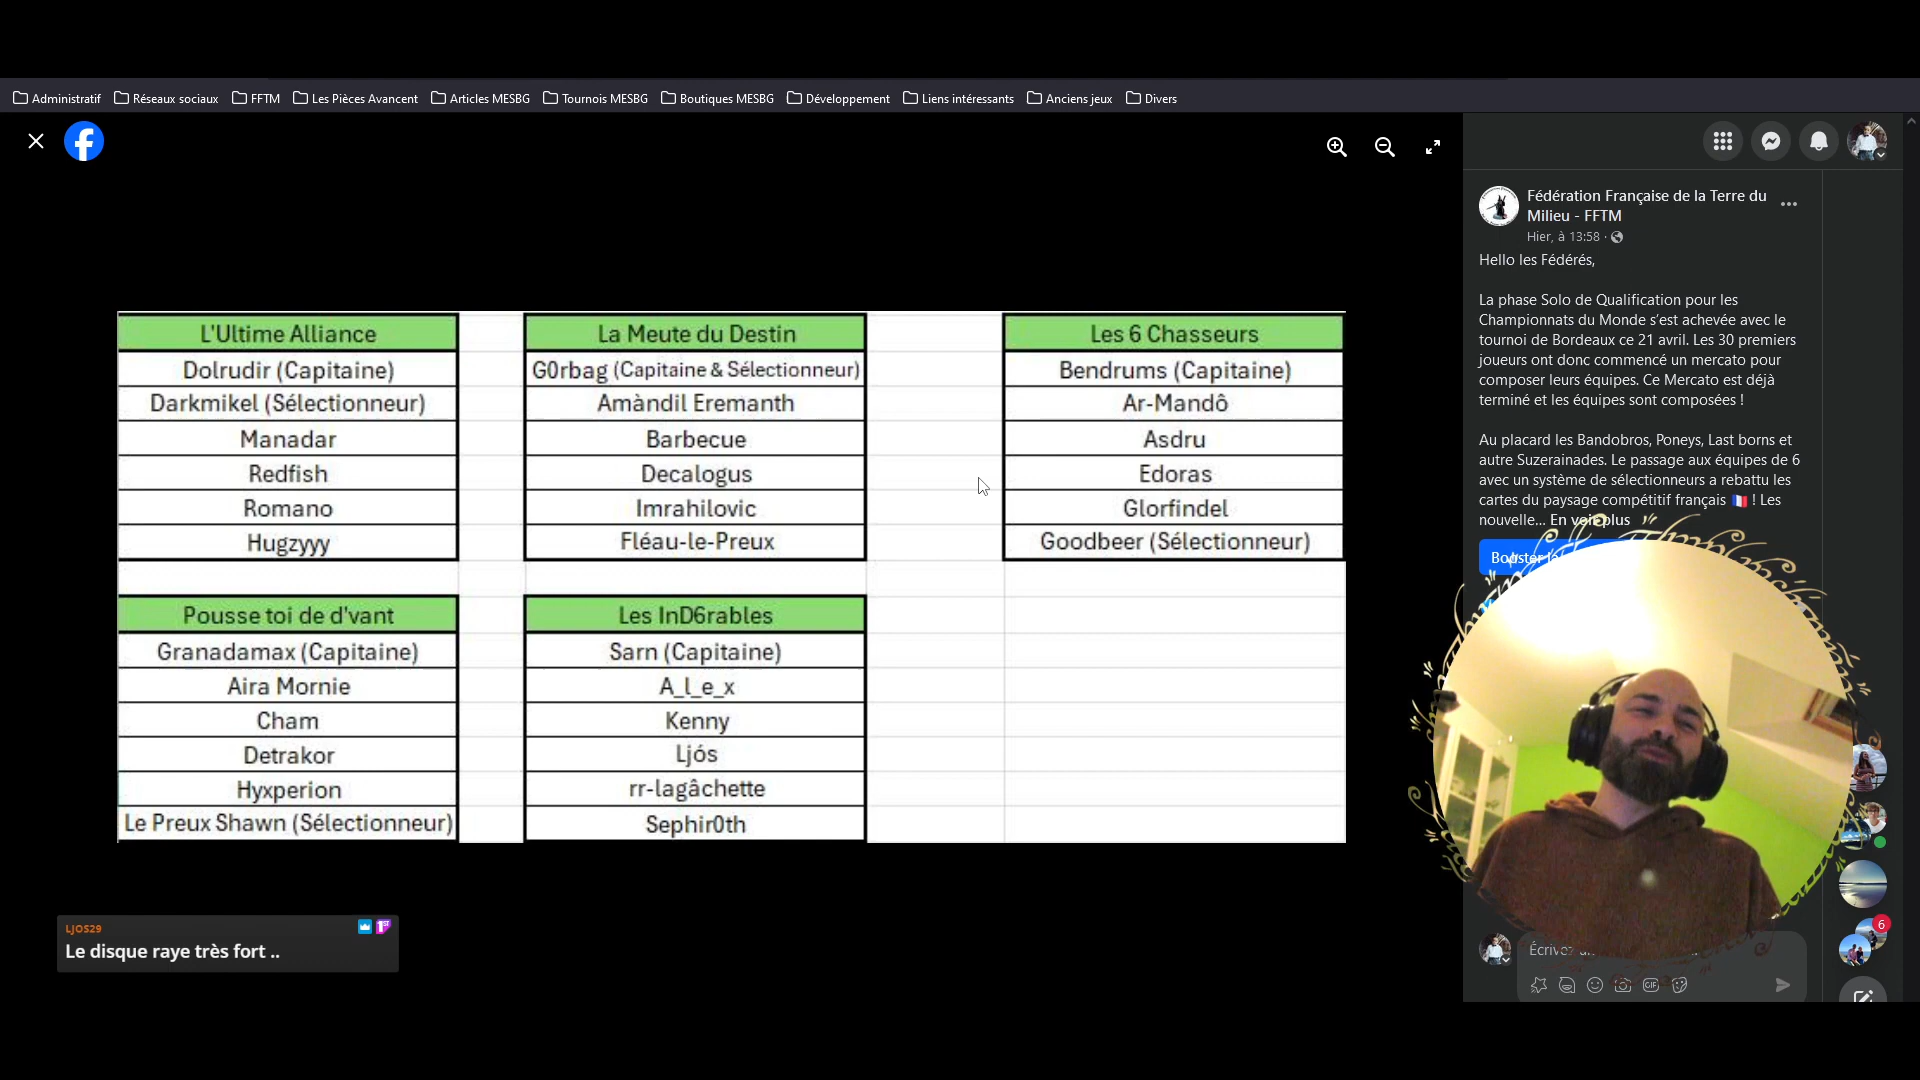 Administratif
Réseaux sociaux
FFTM
Les Pièces Avancent
Articles MESBG
Tournois MESBG
Boutiques MESBG
Développement
Liens intéressants
Anciens jeux
Divers
L'Ultime Alliance
Dolrudir (Capitaine)
Darkmikel (Sélectionneur)
Manadar
Redfish
Romano
Hugzyyy
La Meute du Destin
G0rbag (Capitaine & Sélectionneur)
Amàndil Eremanth
Barbecue
Decalogus
Imrahilovic
Fléau-le-Preux
Les 6 Chasseurs
Bendrums (Capitaine)
Ar-Mandô
Asdru
Edoras
Glorfindel
Goodbeer (Sélectionneur)
Pousse toi de d'vant
Granadamax (Capitaine)
Aira Mornie
Cham
Detrakor
Hyxperion
Le Preux Shawn (Sélectionneur)
Les InD6rables
Sarn (Capitaine)
A_l_e_x
Kenny
Ljós
rr-lagâchette
Sephir0th
LJOS29
Le disque raye très fort ..
Fédération Française de la Terre du
Milieu - FFTM
Hier, à 13:58 ·
Hello les Fédérés,
La phase Solo de Qualification pour les
Championnats du Monde s'est achevée avec le
tournoi de Bordeaux ce 21 avril. Les 30 premiers
joueurs ont donc commencé un mercato pour
composer leurs équipes. Ce Mercato est déjà
terminé et les équipes sont composées !
Au placard les Bandobros, Poneys, Last borns et
autre Suzerainades. Le passage aux équipes de 6
avec un système de sélectionneurs a rebattu les
cartes du paysage compétitif français 🇫🇷 ! Les
nouvelle... En voir plus
Booster
6
Écrivez
GIF